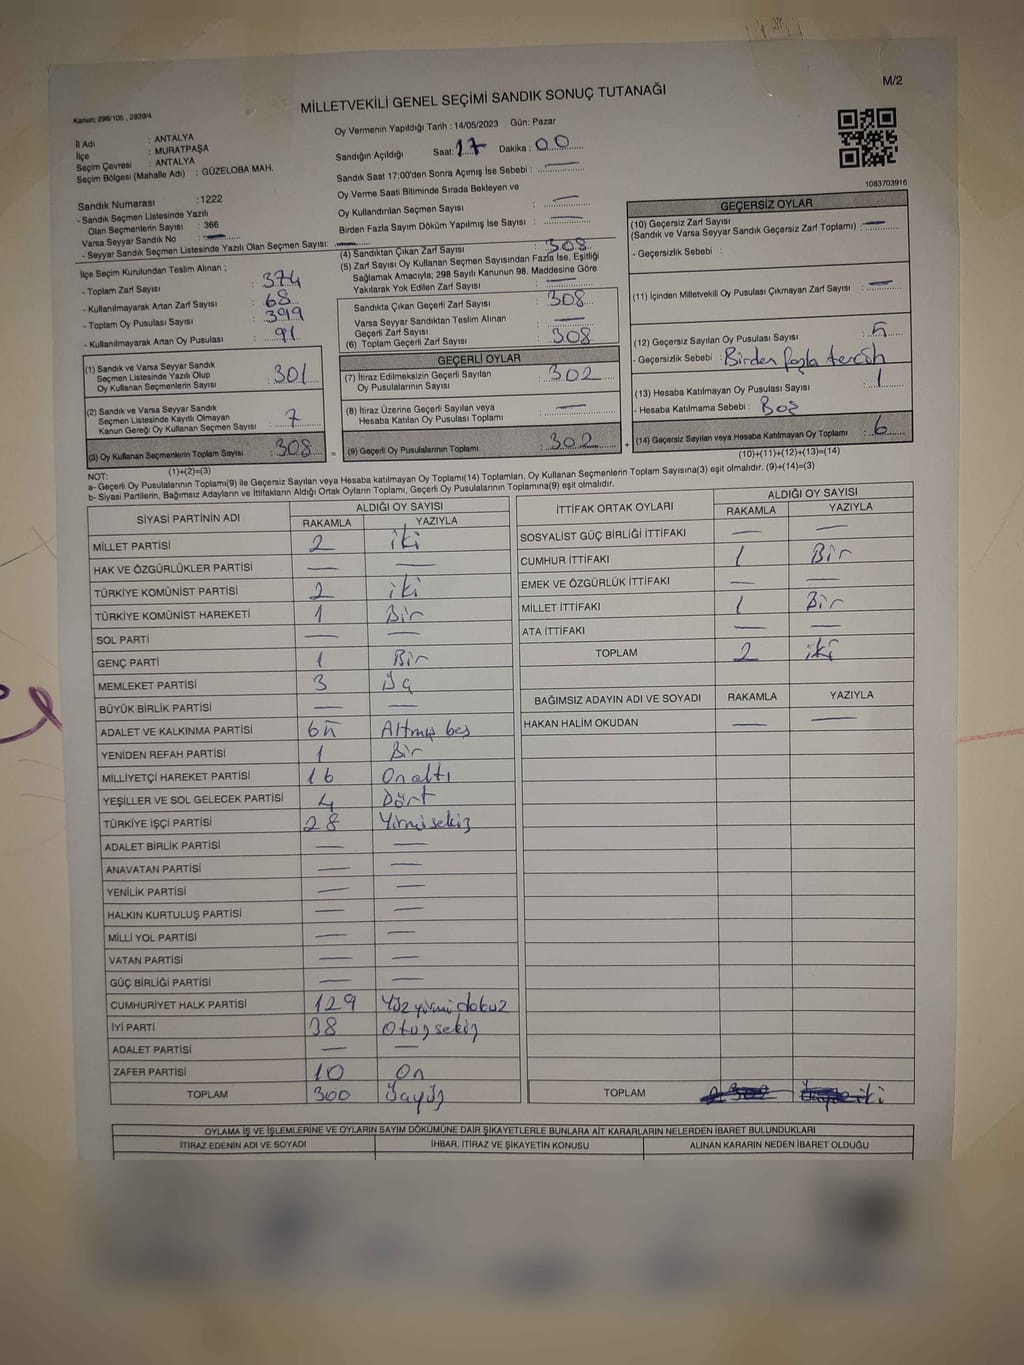 M/2
MİLLETVEKİLİ GENEL SEÇİMİ SANDIK SONUÇ TUTANAĞI
Kanun: 298/105 , 2839/4
İl Adı : ANTALYA
İlçe : MURATPAŞA
Seçim Çevresi : ANTALYA
Seçim Bölgesi (Mahalle Adı) : GÜZELOBA MAH.
Sandık Numarası :1222
- Sandık Seçmen Listesinde Yazılı
Olan Seçmenlerin Sayısı : 366
Varsa Seyyar Sandık No : —
- Seyyar Sandık Seçmen Listesinde Yazılı Olan Seçmen Sayısı: —
İlçe Seçim Kurulundan Teslim Alınan ;
- Toplam Zarf Sayısı : 374
- Kullanılmayarak Artan Zarf Sayısı : 68
- Toplam Oy Pusulası Sayısı : 399
- Kullanılmayarak Artan Oy Pusulası : 91
(1) Sandık ve Varsa Seyyar Sandık
Seçmen Listesinde Yazılı Olup
Oy Kullanan Seçmenlerin Sayısı : 301
(2) Sandık ve Varsa Seyyar Sandık
Seçmen Listesinde Kayıtlı Olmayan
Kanun Gereği Oy Kullanan Seçmen Sayısı : 7
(3) Oy Kullanan Seçmenlerin Toplam Sayısı : 308
(1)+(2)=(3)
Oy Vermenin Yapıldığı Tarih : 14/05/2023 Gün: Pazar
Sandığın Açıldığı Saat: 17 Dakika : 00
Sandık Saat 17:00'den Sonra Açılmış İse Sebebi : —
Oy Verme Saati Bitiminde Sırada Bekleyen ve
Oy Kullandırılan Seçmen Sayısı : —
Birden Fazla Sayım Döküm Yapılmış İse Sayısı : —
(4) Sandıktan Çıkan Zarf Sayısı : 308
(5) Zarf Sayısı Oy Kullanan Seçmen Sayısından Fazla İse, Eşitliği
Sağlamak Amacıyla; 298 Sayılı Kanunun 98. Maddesine Göre
Yakılarak Yok Edilen Zarf Sayısı : —
Sandıkta Çıkan Geçerli Zarf Sayısı : 308
Varsa Seyyar Sandıktan Teslim Alınan
Geçerli Zarf Sayısı : —
(6) Toplam Geçerli Zarf Sayısı : 308
GEÇERLİ OYLAR
(7) İtiraz Edilmeksizin Geçerli Sayılan
Oy Pusulalarının Sayısı : 302
(8) İtiraz Üzerine Geçerli Sayılan veya
Hesaba Katılan Oy Pusulası Toplamı : —
= (9) Geçerli Oy Pusulalarının Toplamı : 302 +
1083703916
GEÇERSİZ OYLAR
(10) Geçersiz Zarf Sayısı
(Sandık ve Varsa Seyyar Sandık Geçersiz Zarf Toplamı) : —
- Geçersizlik Sebebi :
(11) İçinden Milletvekili Oy Pusulası Çıkmayan Zarf Sayısı : —
(12) Geçersiz Sayılan Oy Pusulası Sayısı : 5
- Geçersizlik Sebebi : Birden fazla tercih
(13) Hesaba Katılmayan Oy Pusulası Sayısı : 1
- Hesaba Katılmama Sebebi : Boş
(14) Geçersiz Sayılan veya Hesaba Katılmayan Oy Toplamı : 6
(10)+(11)+(12)+(13)=(14)
NOT:
a- Geçerli Oy Pusulalarının Toplamı(9) ile Geçersiz Sayılan veya Hesaba katılmayan Oy Toplamı(14) Toplamları, Oy Kullanan Seçmenlerin Toplam Sayısına(3) eşit olmalıdır. (9)+(14)=(3)
b- Siyasi Partilerin, Bağımsız Adayların ve İttifakların Aldığı Ortak Oyların Toplamı, Geçerli Oy Pusulalarının Toplamına(9) eşit olmalıdır.
SİYASİ PARTİNİN ADI ALDIĞI OY SAYISI
RAKAMLA YAZIYLA
MİLLET PARTİSİ 2 iki
HAK VE ÖZGÜRLÜKLER PARTİSİ — —
TÜRKİYE KOMÜNİST PARTİSİ 2 iki
TÜRKİYE KOMÜNİST HAREKETİ 1 Bir
SOL PARTİ — —
GENÇ PARTİ 1 Bir
MEMLEKET PARTİSİ 3 Üç
BÜYÜK BİRLİK PARTİSİ — —
ADALET VE KALKINMA PARTİSİ 65 Altmış beş
YENİDEN REFAH PARTİSİ 1 Bir
MİLLİYETÇİ HAREKET PARTİSİ 16 On altı
YEŞİLLER VE SOL GELECEK PARTİSİ 4 Dört
TÜRKİYE İŞÇİ PARTİSİ 28 Yirmisekiz
ADALET BİRLİK PARTİSİ — —
ANAVATAN PARTİSİ — —
YENİLİK PARTİSİ — —
HALKIN KURTULUŞ PARTİSİ — —
MİLLİ YOL PARTİSİ — —
VATAN PARTİSİ — —
GÜÇ BİRLİĞİ PARTİSİ — —
CUMHURİYET HALK PARTİSİ 129 Yüz yirmi dokuz
İYİ PARTİ 38 Otuz sekiz
ADALET PARTİSİ — —
ZAFER PARTİSİ 10 On
TOPLAM 300 Üçyüz
İTTİFAK ORTAK OYLARI ALDIĞI OY SAYISI
RAKAMLA YAZIYLA
SOSYALİST GÜÇ BİRLİĞİ İTTİFAKI — —
CUMHUR İTTİFAKI 1 Bir
EMEK VE ÖZGÜRLÜK İTTİFAKI — —
MİLLET İTTİFAKI 1 Bir
ATA İTTİFAKI — —
TOPLAM 2 iki
BAĞIMSIZ ADAYIN ADI VE SOYADI RAKAMLA YAZIYLA
HAKAN HALİM OKUDAN — —
TOPLAM
OYLAMA İŞ VE İŞLEMLERİNE VE OYLARIN SAYIM DÖKÜMÜNE DAİR ŞİKAYETLERLE BUNLARA AİT KARARLARIN NELERDEN İBARET BULUNDUKLARI
İTİRAZ EDENİN ADI VE SOYADI İHBAR, İTİRAZ VE ŞİKAYETİN KONUSU ALINAN KARARIN NEDEN İBARET OLDUĞU